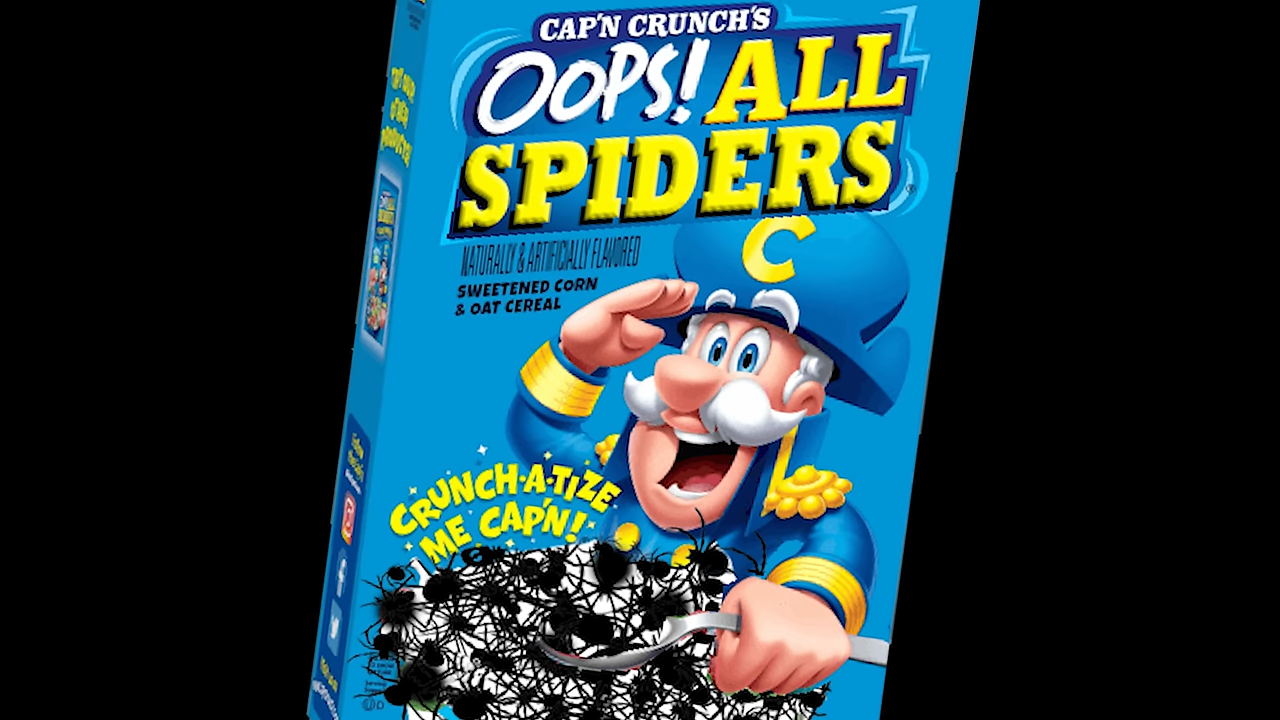 CAP'N CRUNCH'S
OOPS! ALL
SPIDERS
®
C
NATURALLY & ARTIFICIALLY FLAVORED
SWEETENED CORN
& OAT CEREAL
CRUNCH-A-TIZE
ME CAP'N!